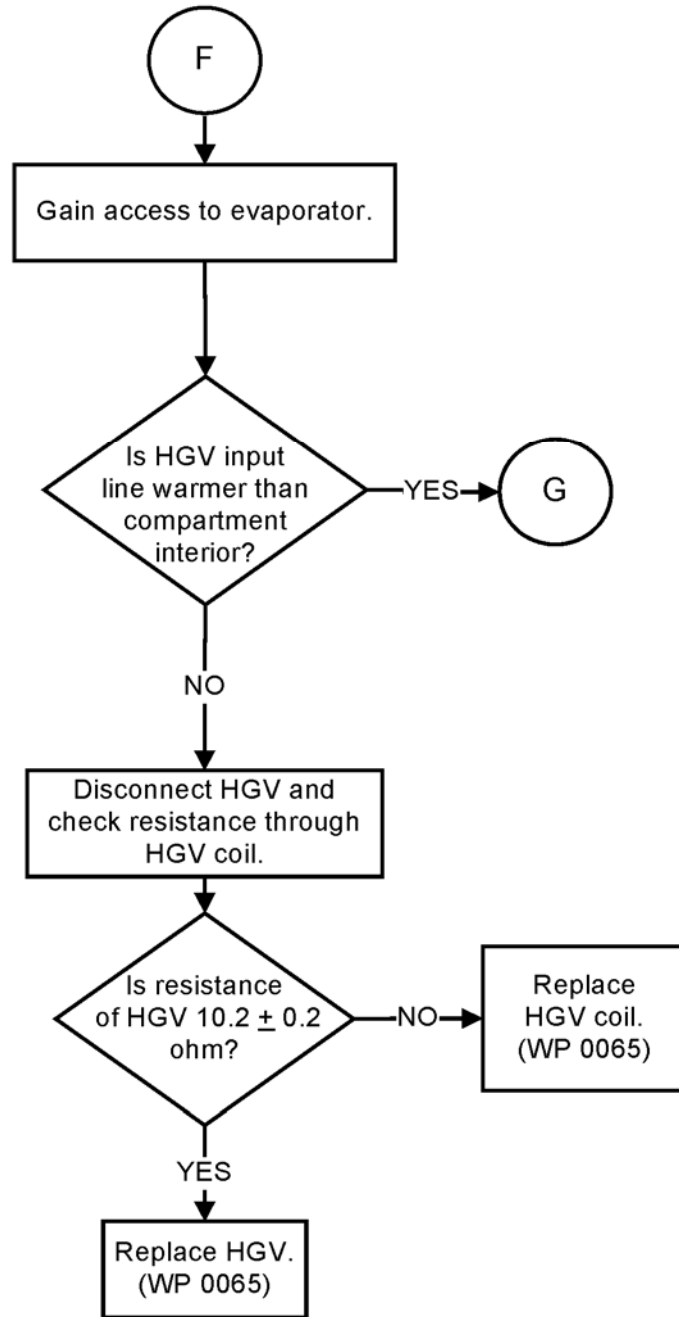 F
Gain access to evaporator.
Is HGV input
line warmer than
compartment
interior?
YES
G
NO
Disconnect HGV and
check resistance through
HGV coil.
Is resistance
of HGV 10.2 ± 0.2
ohm?
NO
Replace
HGV coil.
(WP 0065)
YES
Replace HGV.
(WP 0065)